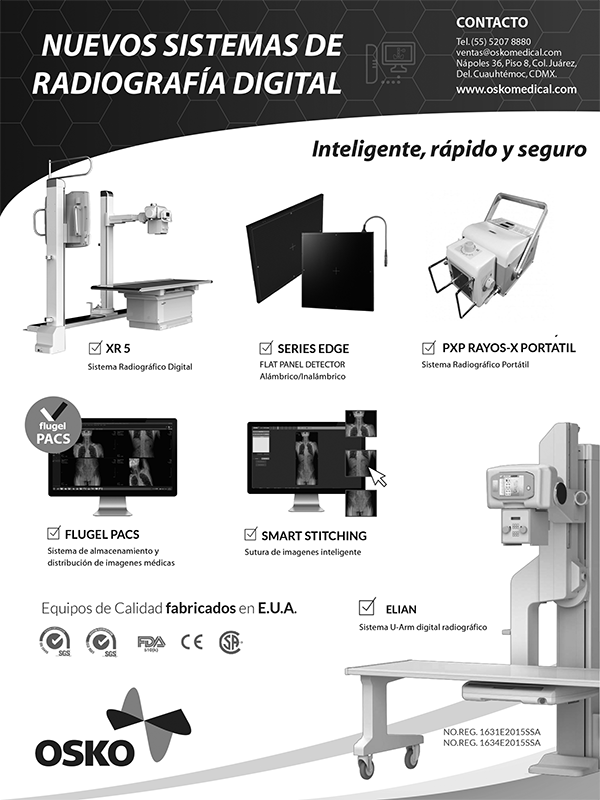 NUEVOS SISTEMAS DE
RADIOGRAFÍA DIGITAL
CONTACTO
Tel. (55) 5207 8880
ventas@oskomedical.com
Nápoles 36, Piso 8, Col. Juárez,
Del. Cuauhtémoc, CDMX.
www.oskomedical.com
Inteligente, rápido y seguro
XR 5
Sistema Radiográfico Digital
SERIES EDGE
FLAT PANEL DETECTOR
Alámbrico/Inalámbrico
PXP RAYOS-X PORTÁTIL
Sistema Radiográfico Portátil
flugel
PACS
FLUGEL PACS
Sistema de almacenamiento y
distribución de imagenes médicas
SMART STITCHING
Sutura de imagenes inteligente
Equipos de Calidad fabricados en E.U.A.
SGS
SGS
FDA
510(k)
CE
SA
ELIAN
Sistema U-Arm digital radiográfico
NO.REG. 1631E2015SSA
NO.REG. 1634E2015SSA
OSKO